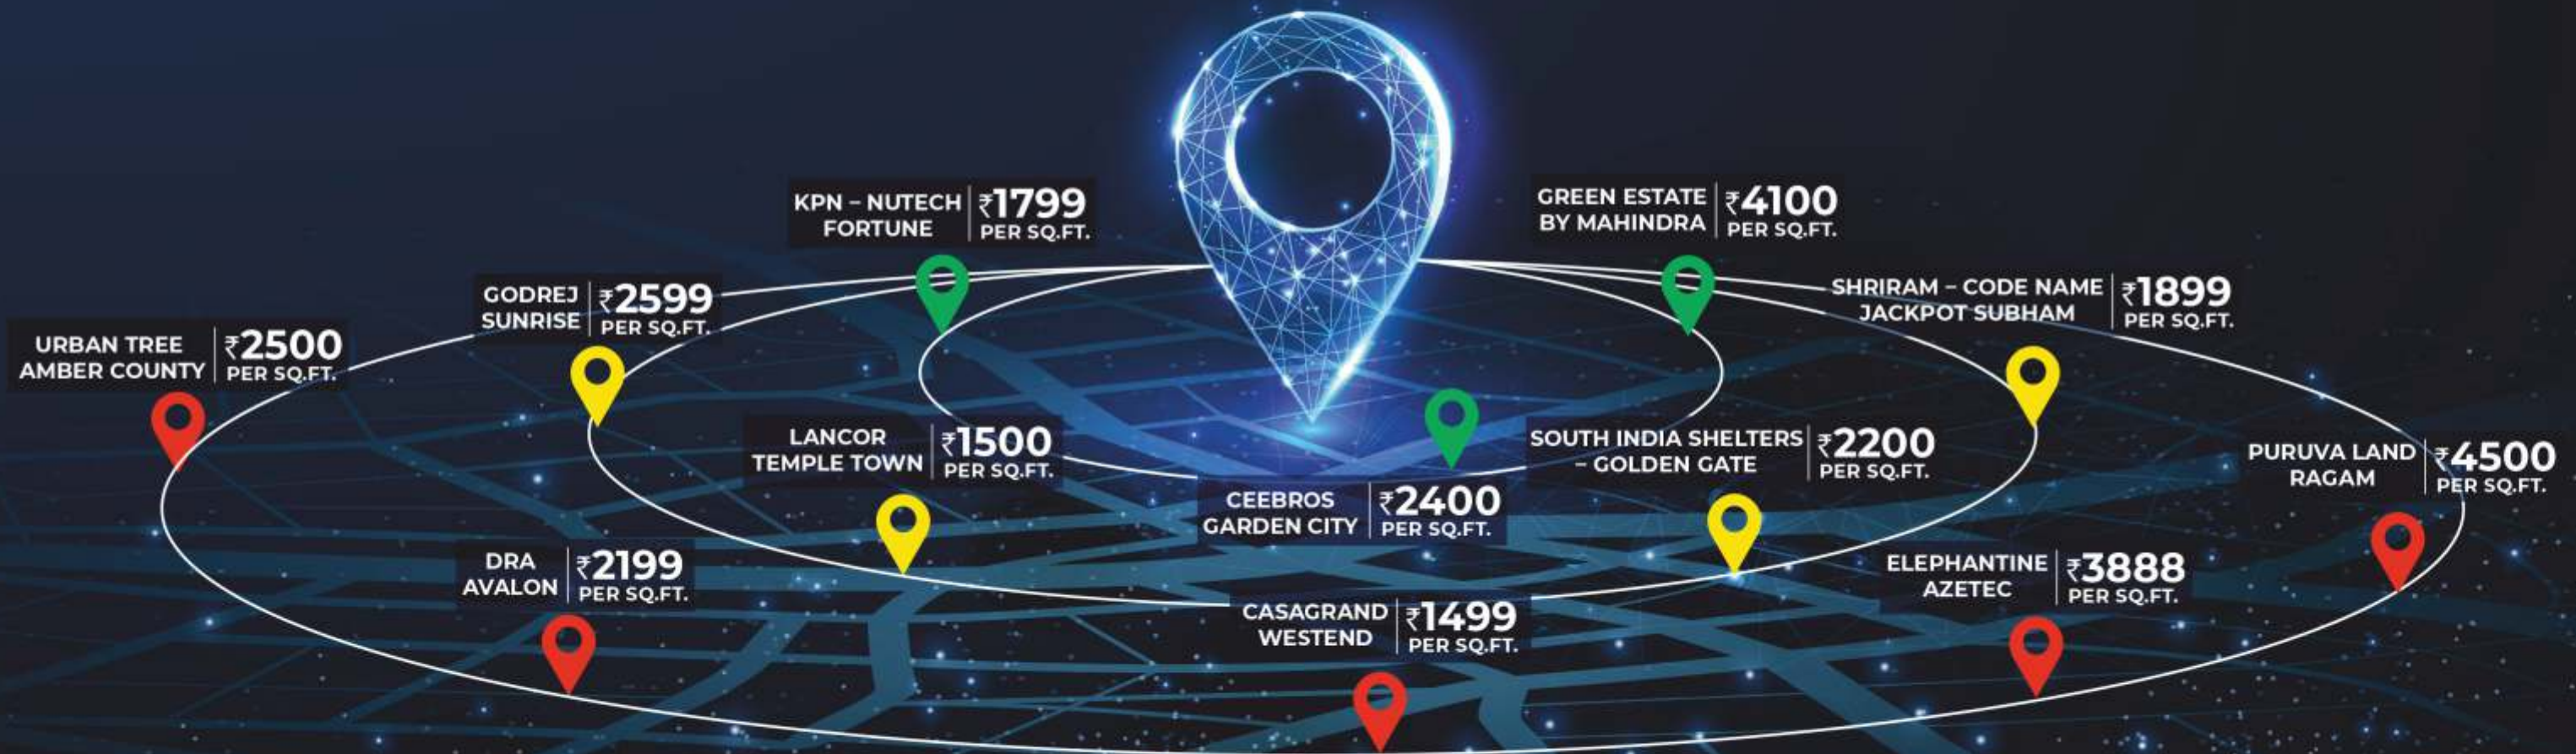 KPN – NUTECH
FORTUNE
₹1799
PER SQ.FT.
GREEN ESTATE
BY MAHINDRA
₹4100
PER SQ.FT.
GODREJ
SUNRISE
₹2599
PER SQ.FT.
SHRIRAM – CODE NAME
JACKPOT SUBHAM
₹1899
PER SQ.FT.
URBAN TREE
AMBER COUNTY
₹2500
PER SQ.FT.
LANCOR
TEMPLE TOWN
₹1500
PER SQ.FT.
SOUTH INDIA SHELTERS
– GOLDEN GATE
₹2200
PER SQ.FT.
PURUVA LAND
RAGAM
₹4500
PER SQ.FT.
CEEBROS
GARDEN CITY
₹2400
PER SQ.FT.
DRA
AVALON
₹2199
PER SQ.FT.
ELEPHANTINE
AZETEC
₹3888
PER SQ.FT.
CASAGRAND
WESTEND
₹1499
PER SQ.FT.